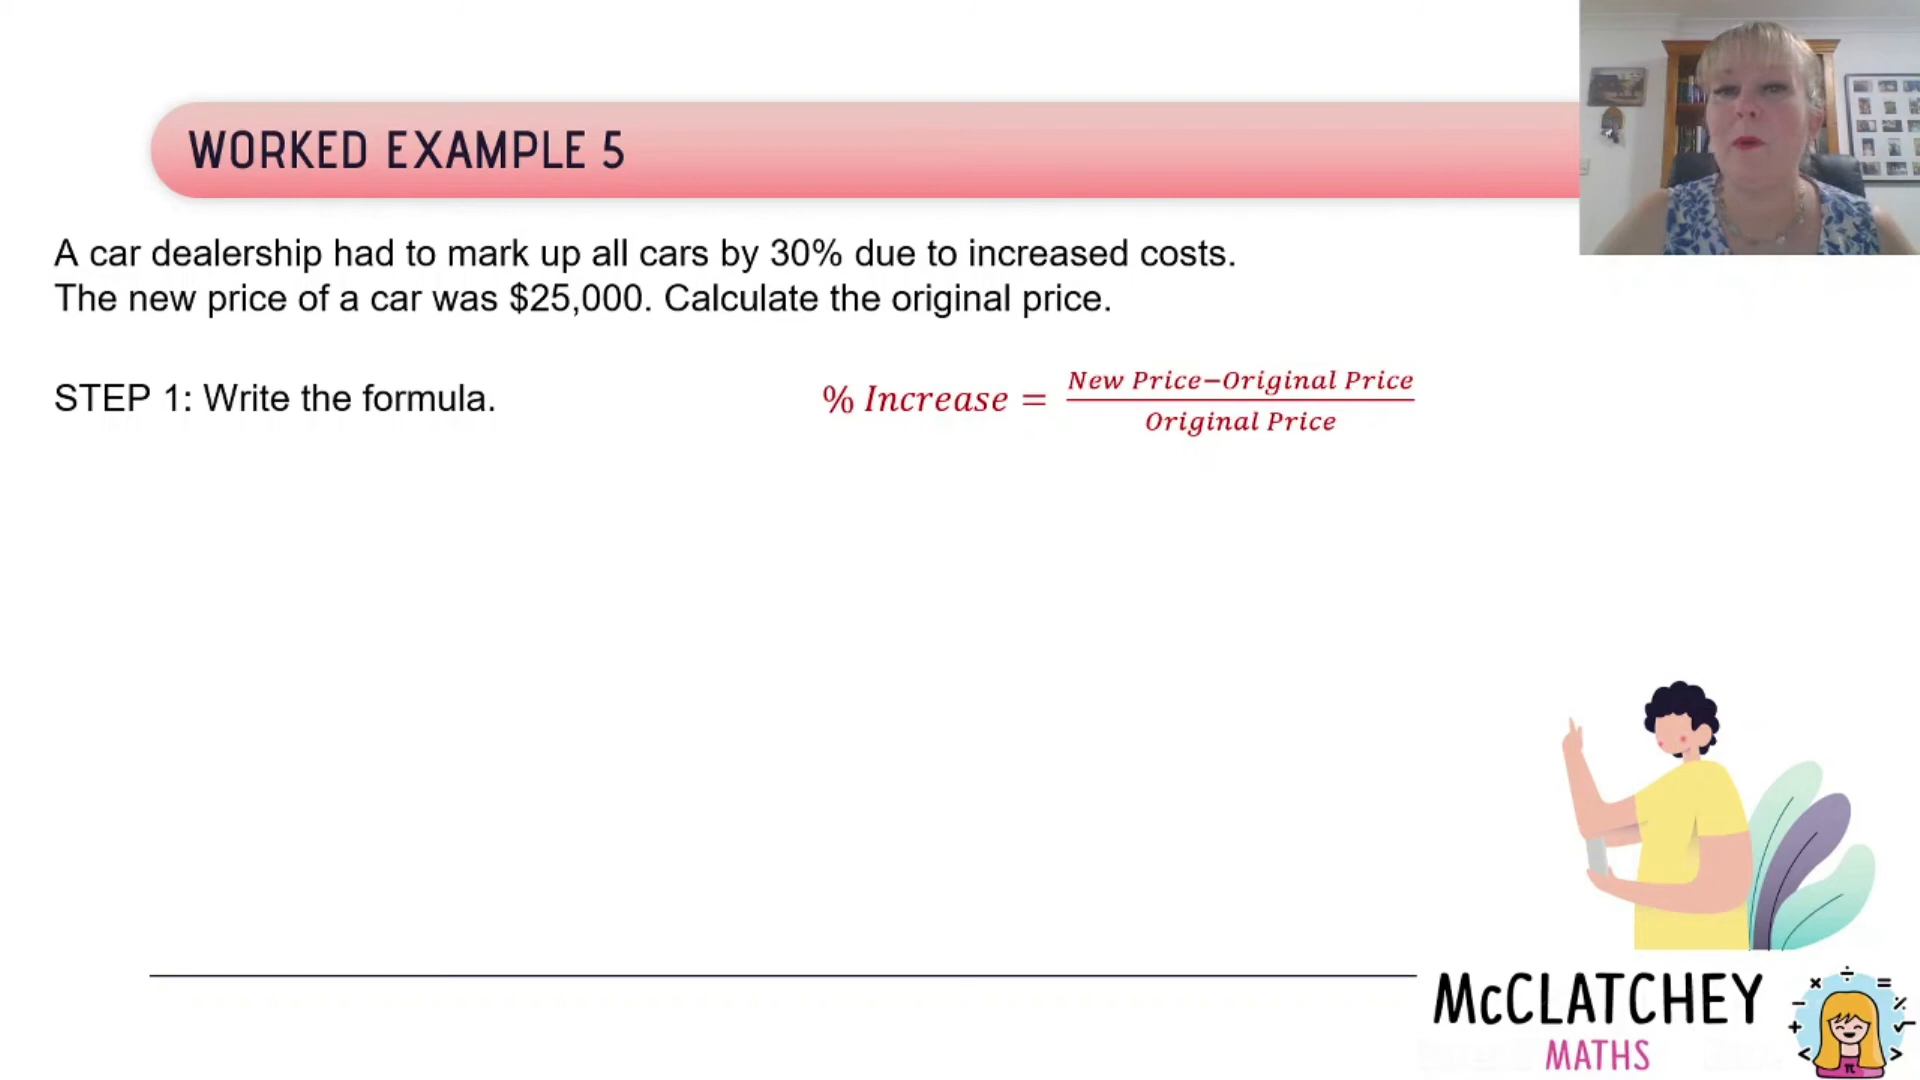 WORKED EXAMPLE 5
A car dealership had to mark up all cars by 30% due to increased costs.
The new price of a car was $25,000. Calculate the original price.
STEP 1: Write the formula.
% Increase = New Price−Original Price
Original Price
McCLATCHEY
MATHS